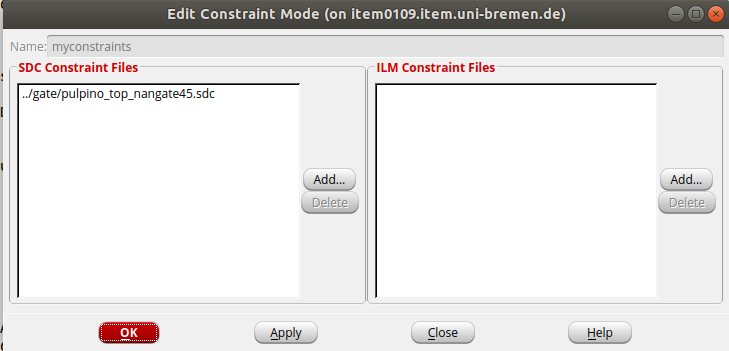 Edit Constraint Mode (on item0109.item.uni-bremen.de)
Name: myconstraints
SDC Constraint Files
ILM Constraint Files
../gate/pulpino_top_nangate45.sdc
Add...
Delete
Add...
Delete
OK
Apply
Close
Help